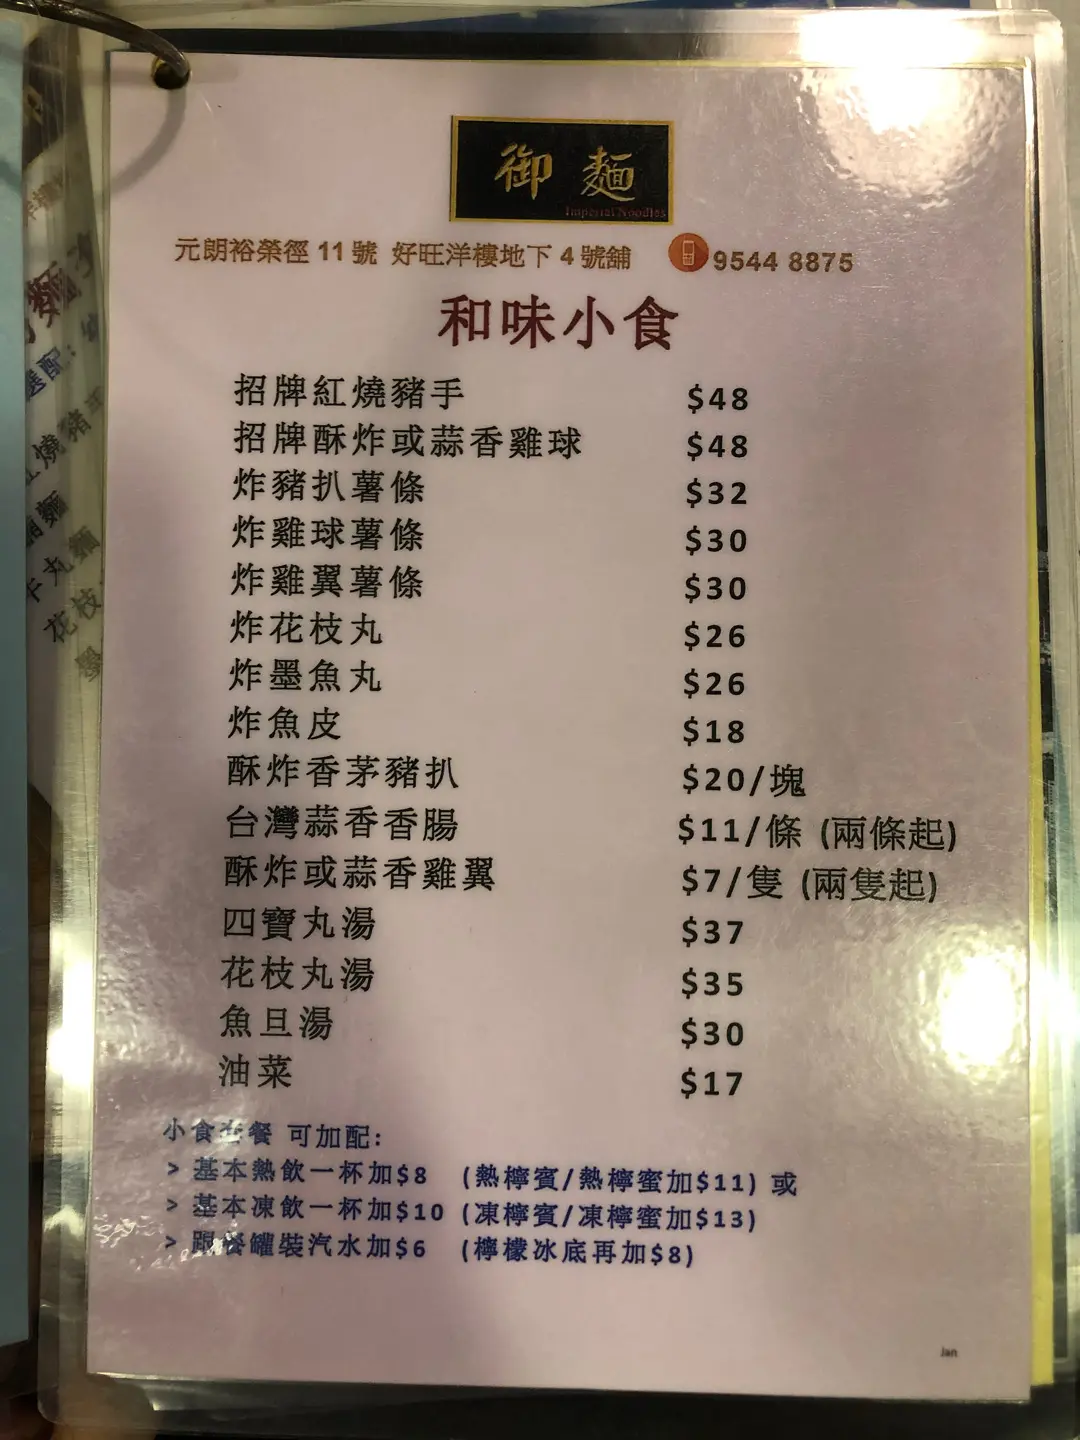 御麵
Imperial Noodles
元朗裕榮徑 11 號 好旺洋樓地下 4 號舖 9544 8875
和味小食
招牌紅燒豬手 $48
招牌酥炸或蒜香雞球 $48
炸豬扒薯條 $32
炸雞球薯條 $30
炸雞翼薯條 $30
炸花枝丸 $26
炸墨魚丸 $26
炸魚皮 $18
酥炸香茅豬扒 $20/塊
台灣蒜香香腸 $11/條 (兩條起)
酥炸或蒜香雞翼 $7/隻 (兩隻起)
四寶丸湯 $37
花枝丸湯 $35
魚旦湯 $30
油菜 $17
小食套餐 可加配:
> 基本熱飲一杯加$8 (熱檸賓/熱檸蜜加$11) 或
> 基本凍飲一杯加$10 (凍檸賓/凍檸蜜加$13)
> 跟餐罐裝汽水加$6 (檸檬冰底再加$8)
Jan